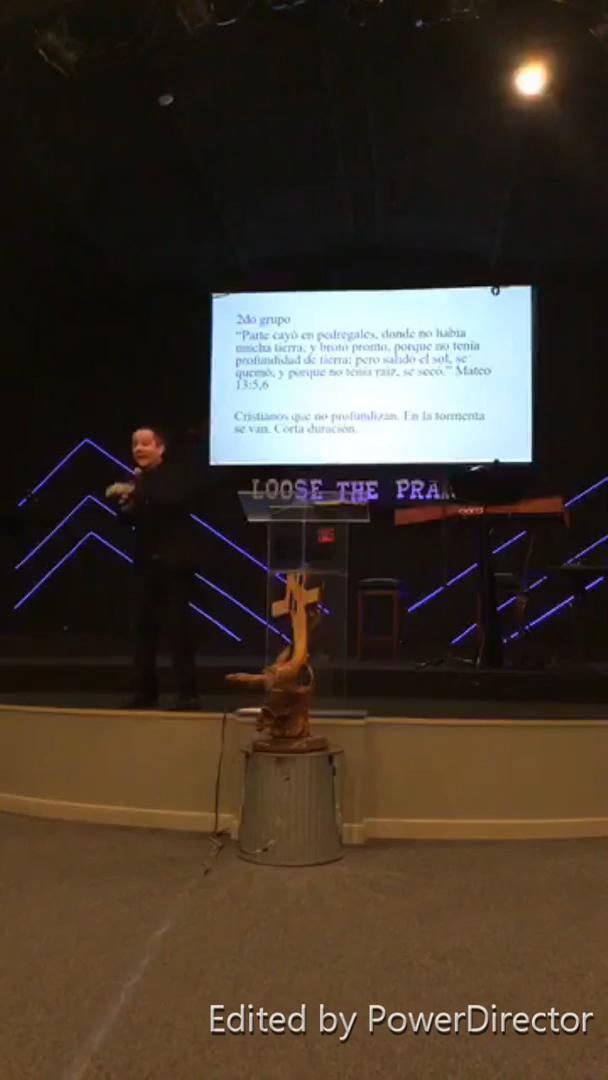 2do grupo
“Parte cayó en pedregales, donde no había
mucha tierra; y brotó pronto, porque no tenía
profundidad de tierra; pero salido el sol, se
quemó; y porque no tenía raíz, se secó.” Mateo
13:5,6
Cristianos que no profundizan. En la tormenta
se van. Corta duración.
LOOSE THE
Edited by PowerDirector